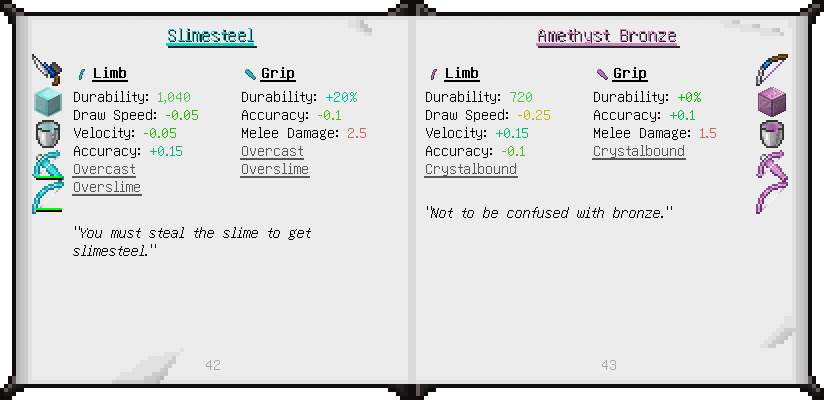 Slimesteel
Limb
Durability: 1,040
Draw Speed: -0.05
Velocity: -0.05
Accuracy: +0.15
Overcast
Overslime
Grip
Durability: +20%
Accuracy: -0.1
Melee Damage: 2.5
Overcast
Overslime
"You must steal the slime to get
slimesteel."
42
Amethyst Bronze
Limb
Durability: 720
Draw Speed: -0.25
Velocity: +0.15
Accuracy: -0.1
Crystalbound
Grip
Durability: +0%
Accuracy: +0.1
Melee Damage: 1.5
Crystalbound
"Not to be confused with bronze."
43